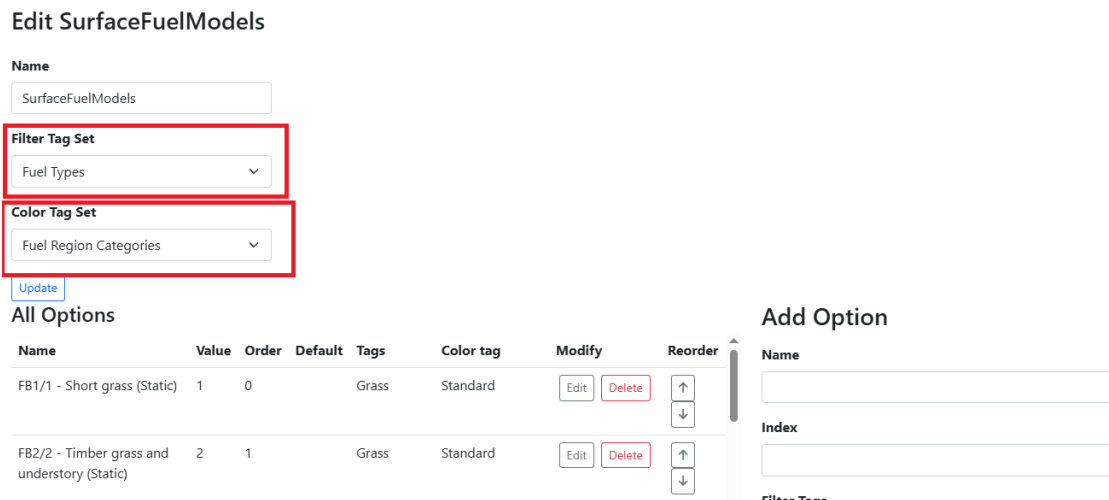 Edit SurfaceFuelModels
Name
SurfaceFuelModels
Filter Tag Set
Fuel Types
Color Tag Set
Fuel Region Categories
Update
All Options
Name Value Order Default Tags Color tag Modify Reorder
FB1/1 - Short grass (Static) 1 0 Grass Standard Edit Delete
FB2/2 - Timber grass and 2 1 Grass Standard Edit Delete
understory (Static)
Add Option
Name
Index
Filter Tags